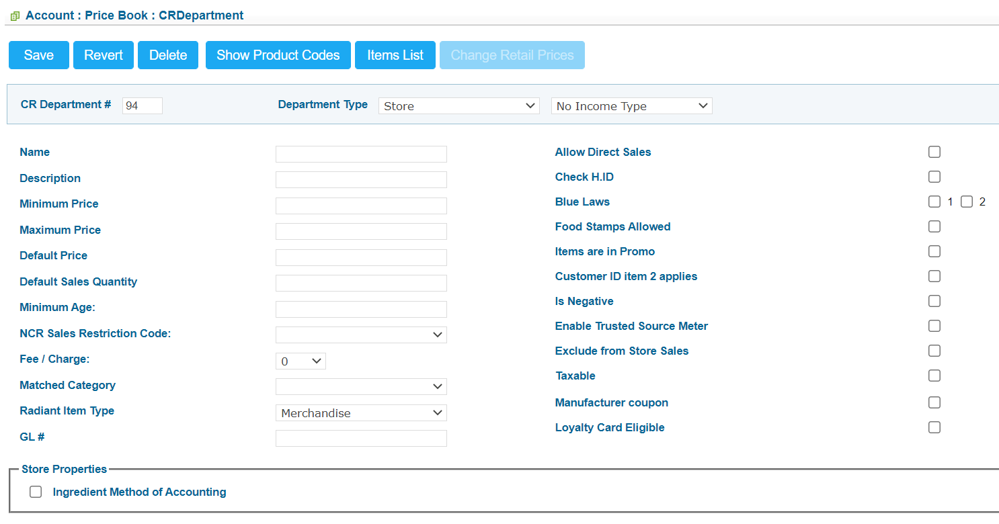 Account : Price Book : CRDepartment
Save Revert Delete Show Product Codes Items List Change Retail Prices
CR Department # 94 Department Type Store No Income Type
Name
Description
Minimum Price
Maximum Price
Default Price
Default Sales Quantity
Minimum Age:
NCR Sales Restriction Code:
Fee / Charge: 0
Matched Category
Radiant Item Type Merchandise
GL #
Allow Direct Sales
Check H.ID
Blue Laws 1 2
Food Stamps Allowed
Items are in Promo
Customer ID item 2 applies
Is Negative
Enable Trusted Source Meter
Exclude from Store Sales
Taxable
Manufacturer coupon
Loyalty Card Eligible
Store Properties
Ingredient Method of Accounting